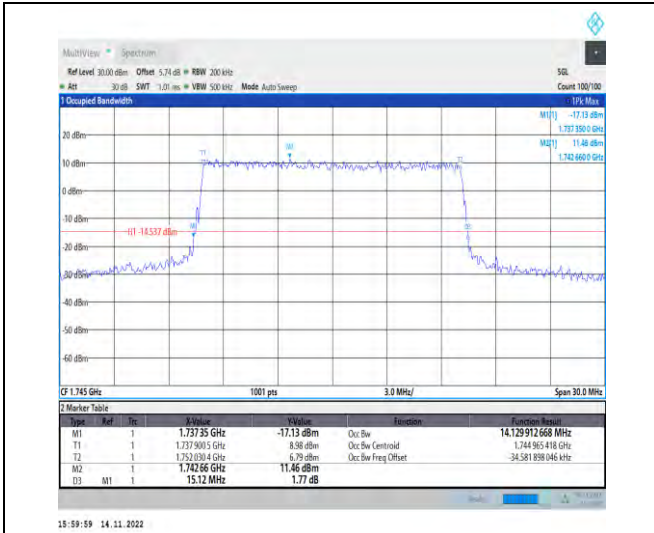 MultiView Spectrum
Ref Level 30.00 dBm Offset 5.74 dB RBW 200 kHz SGL
Att 30 dB SWT 1.01 ms VBW 500 kHz Mode Auto Sweep Count 100/100
1 Occupied Bandwidth 1Pk Max
M1[1] -17.13 dBm
1.737 350 0 GHz
M2[1] 11.46 dBm
1.742 660 0 GHz
20 dBm
10 dBm
0 dBm
-10 dBm
H1 -14.537 dBm
-20 dBm
-30 dBm
-40 dBm
-50 dBm
-60 dBm
T1
M2
T2
M1
D3
CF 1.745 GHz 1001 pts 3.0 MHz/ Span 30.0 MHz
2 Marker Table
Type Ref Trc X-Value Y-Value Function Function Result
M1 1 1.73735 GHz -17.13 dBm Occ Bw 14.129 912 668 MHz
T1 1 1.737 900 5 GHz 8.98 dBm Occ Bw Centroid 1.744 965 418 GHz
T2 1 1.752 030 4 GHz 6.79 dBm Occ Bw Freq Offset -34.581 898 046 kHz
M2 1 1.742 66 GHz 11.46 dBm
D3 M1 1 15.12 MHz 1.77 dB
15:59:59 14.11.2022